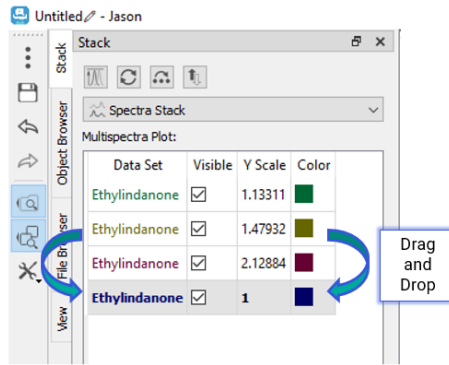 Untitled - Jason
Stack
Stack
Object Browser
File Browser
View
Spectra Stack
Multispectra Plot:
Data Set Visible Y Scale Color
Ethylindanone 1.13311
Ethylindanone 1.47932
Ethylindanone 2.12884
Ethylindanone 1
Drag
and
Drop